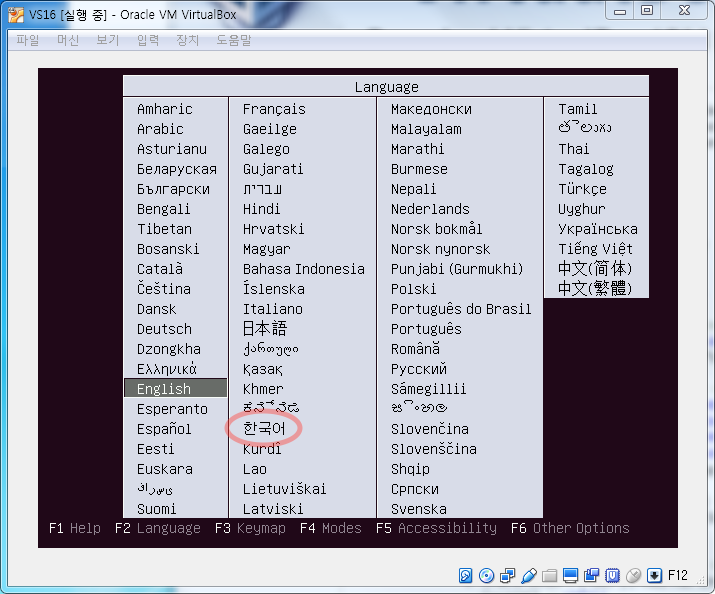 VS16 [실행 중] - Oracle VM VirtualBox
파일 머신 보기 입력 장치 도움말
Language
Amharic
Arabic
Asturianu
Беларуская
Български
Bengali
Tibetan
Bosanski
Català
Čeština
Dansk
Deutsch
Dzongkha
Ελληνικά
English
Esperanto
Español
Eesti
Euskara
ﻰﺳﺭﺎﻓ
Suomi
Français
Gaeilge
Galego
Gujarati
עברית
Hindi
Hrvatski
Magyar
Bahasa Indonesia
Íslenska
Italiano
日本語
ქართული
Қазақ
Khmer
ಕನ್ನಡ
한국어
Kurdî
Lao
Lietuviškai
Latviski
Македонски
Malayalam
Marathi
Burmese
Nepali
Nederlands
Norsk bokmål
Norsk nynorsk
Punjabi (Gurmukhi)
Polski
Português do Brasil
Português
Română
Русский
Sámegillii
සිංහල
Slovenčina
Slovenščina
Shqip
Српски
Svenska
Tamil
తెలుగు
Thai
Tagalog
Türkçe
Uyghur
Українська
Tiếng Việt
中文(简体)
中文(繁體)
F1 Help F2 Language F3 Keymap F4 Modes F5 Accessibility F6 Other Options
F12